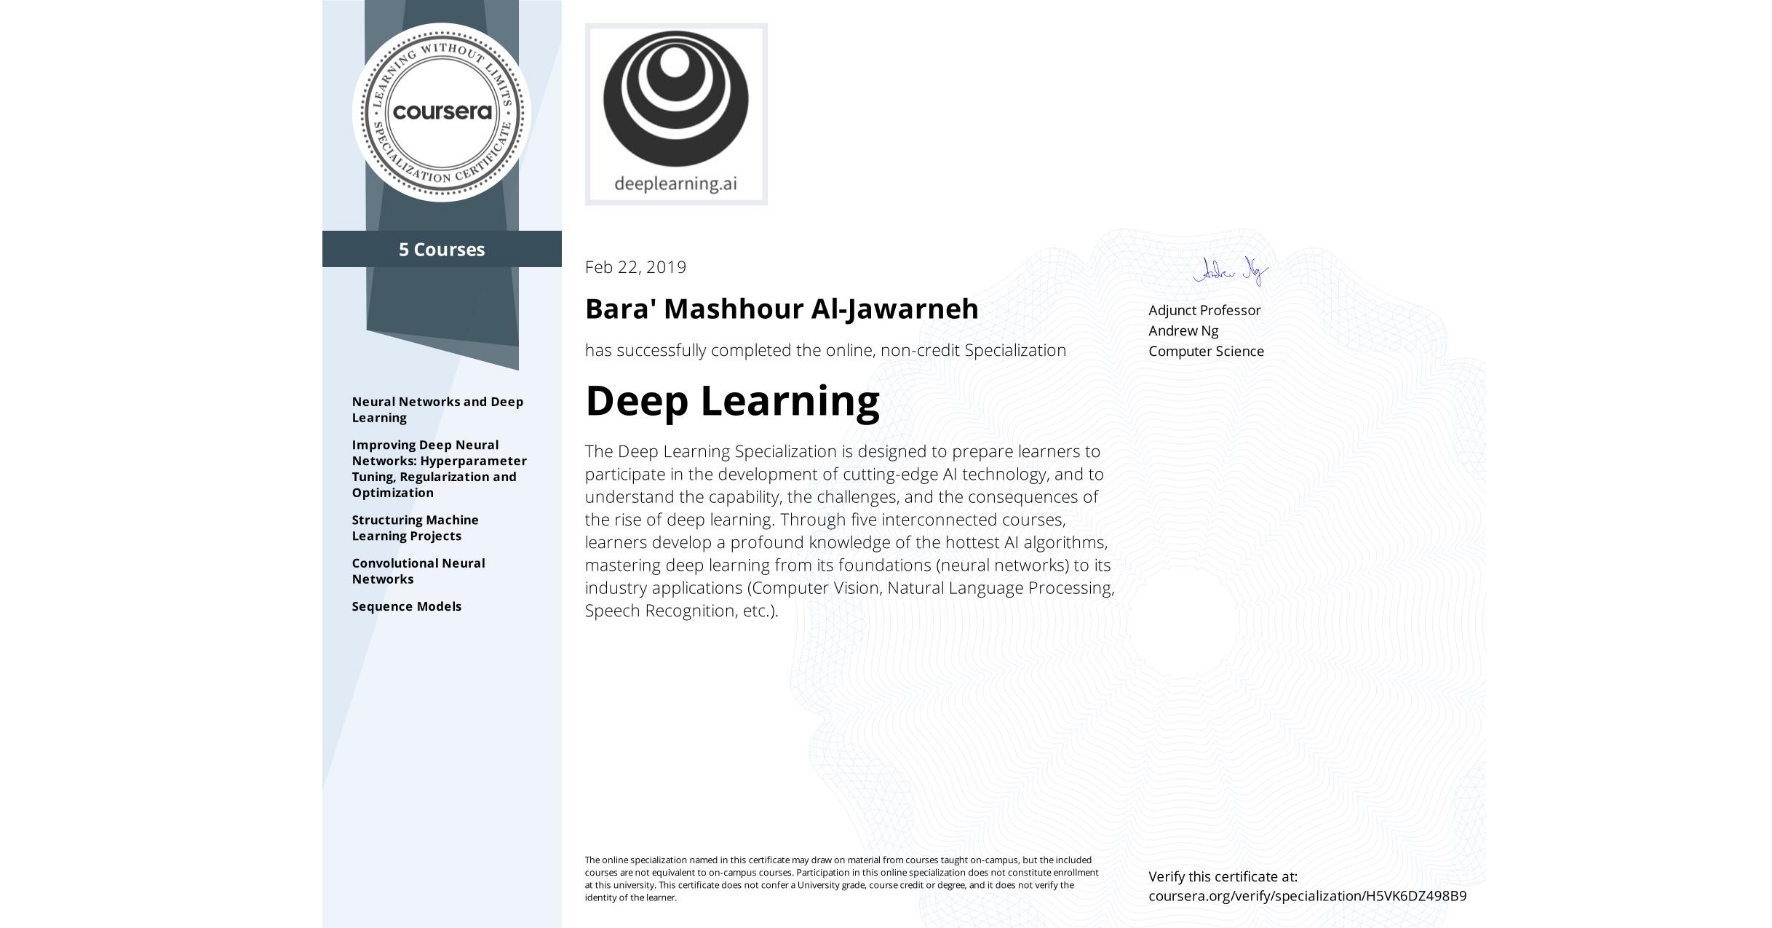 LEARNING WITHOUT LIMITS
coursera
SPECIALIZATION CERTIFICATE
5 Courses
Neural Networks and Deep
Learning
Improving Deep Neural
Networks: Hyperparameter
Tuning, Regularization and
Optimization
Structuring Machine
Learning Projects
Convolutional Neural
Networks
Sequence Models
deeplearning.ai
Feb 22, 2019
Bara' Mashhour Al-Jawarneh
has successfully completed the online, non-credit Specialization
Deep Learning
The Deep Learning Specialization is designed to prepare learners to
participate in the development of cutting-edge AI technology, and to
understand the capability, the challenges, and the consequences of
the rise of deep learning. Through five interconnected courses,
learners develop a profound knowledge of the hottest AI algorithms,
mastering deep learning from its foundations (neural networks) to its
industry applications (Computer Vision, Natural Language Processing,
Speech Recognition, etc.).
Andrew Ng
Adjunct Professor
Andrew Ng
Computer Science
The online specialization named in this certificate may draw on material from courses taught on-campus, but the included
courses are not equivalent to on-campus courses. Participation in this online specialization does not constitute enrollment
at this university. This certificate does not confer a University grade, course credit or degree, and it does not verify the
identity of the learner.
Verify this certificate at:
coursera.org/verify/specialization/H5VK6DZ498B9